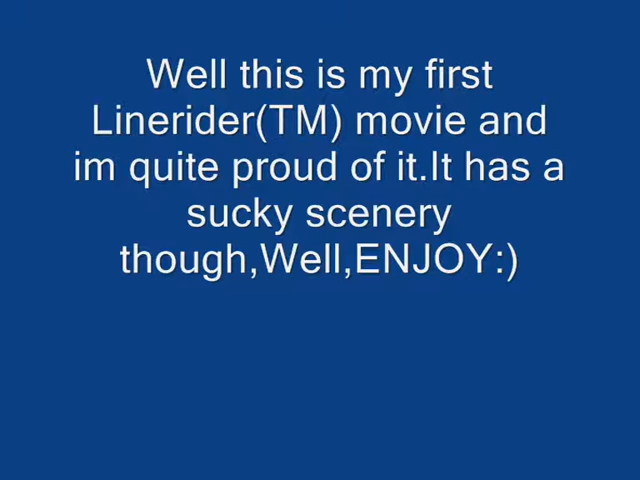 Well this is my first
Linerider(TM) movie and
im quite proud of it.It has a
sucky scenery
though,Well,ENJOY:)